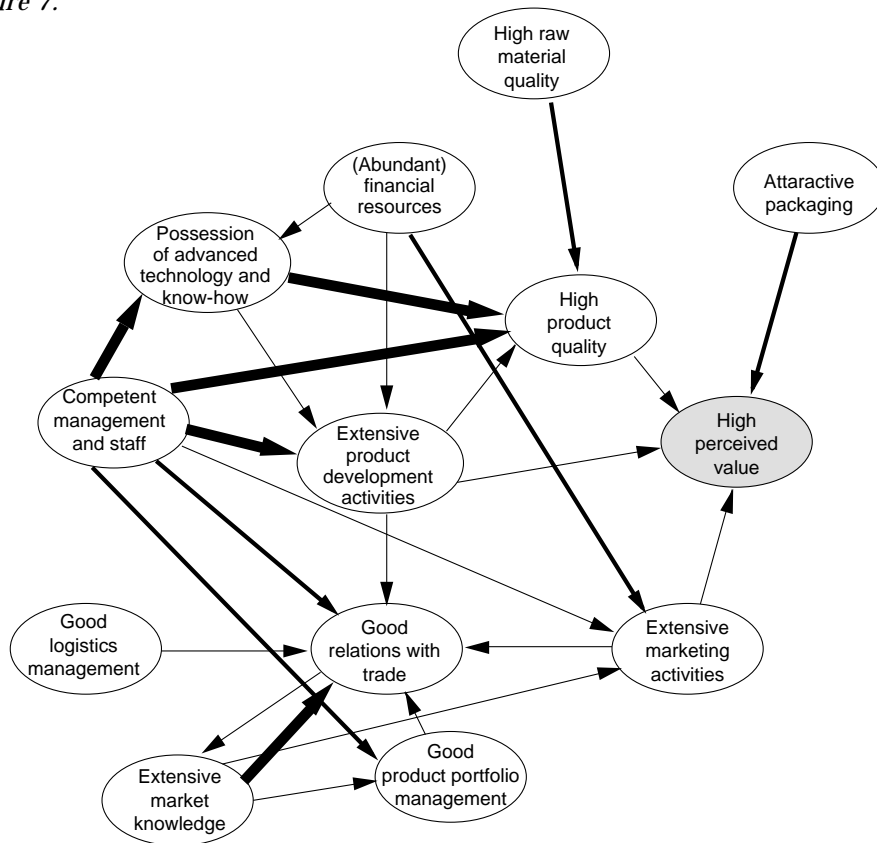 ure 7.
High raw
material
quality
(Abundant)
financial
resources
Attaractive
packaging
Possession
of advanced
technology and
know-how
High
product
quality
Competent
management
and staff
Extensive
product
development
activities
High
perceived
value
Good
logistics
management
Good
relations with
trade
Extensive
marketing
activities
Extensive
market
knowledge
Good
product portfolio
management